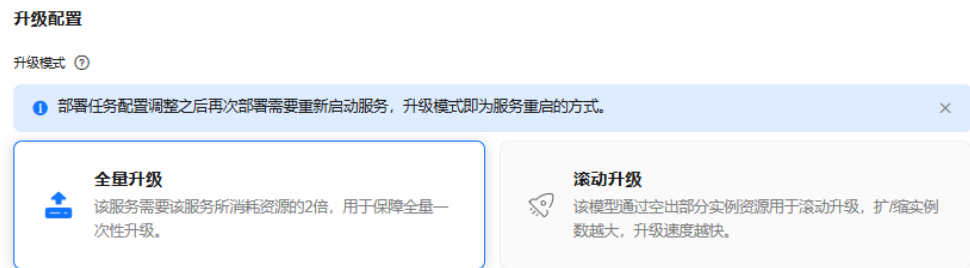 升级配置
升级模式 ?
部署任务配置调整之后再次部署需要重新启动服务，升级模式即为服务重启的方式。
全量升级
该服务需要该服务所消耗资源的2倍，用于保障全量一
次性升级。
滚动升级
该模型通过空出部分实例资源用于滚动升级，扩/缩实例
数越大，升级速度越快。